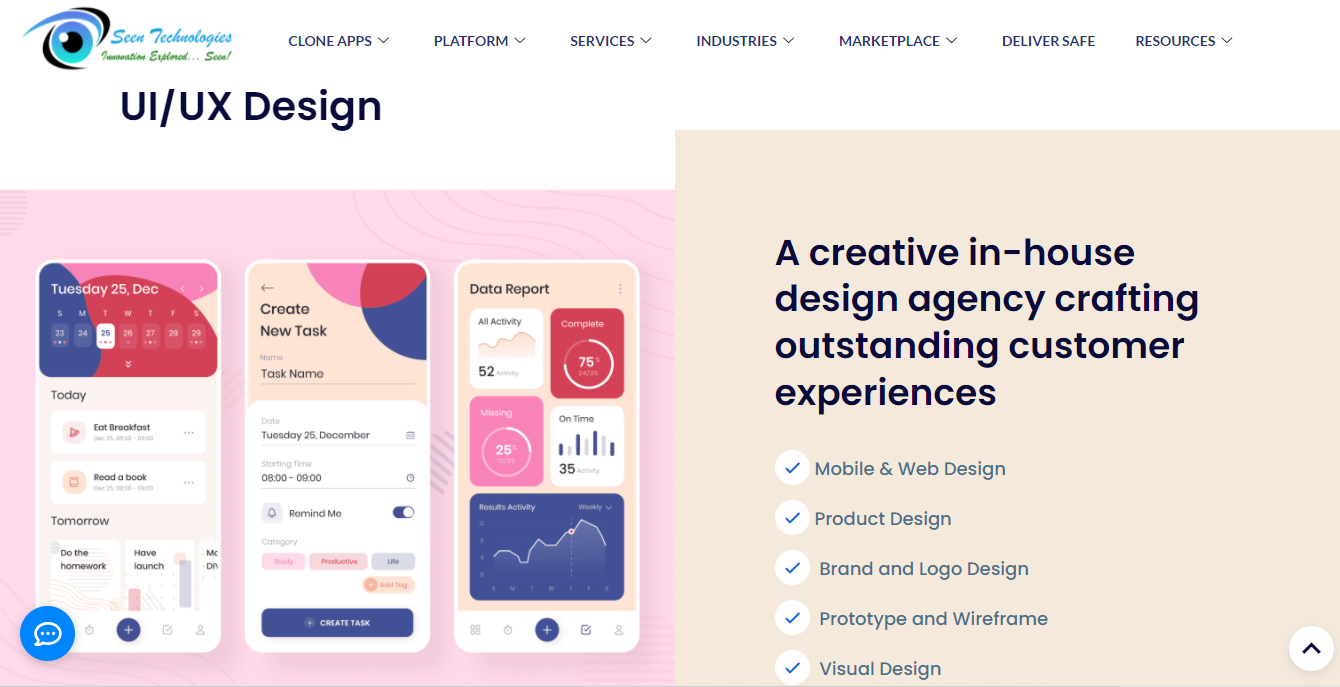 Seen Technologies
Innovation Explored... Seen!
CLONE APPS
PLATFORM
SERVICES
INDUSTRIES
MARKETPLACE
DELIVER SAFE
RESOURCES
UI/UX Design
Tuesday 25, Dec
S M T W T F S
23 24 25 26 27 28 29
Today
Eat Breakfast
Dec 25, 08:00 - 09:00
Read a book
Dec 25, 08:00 - 09:00
Tomorrow
Do the
homework
Have
launch
Create
New Task
Name
Task Name
Date
Tuesday 25, December
Starting Time
08:00 - 09:00
Remind Me
Category
Study
Productive
Life
Add Tag
CREATE TASK
Data Report
All Activity
52 Activity
Complete
75%
24/35
Missing
25%
On Time
35 Activity
Results Activity
Weekly
S M T W T F S
A creative in-house
design agency crafting
outstanding customer
experiences
Mobile & Web Design
Product Design
Brand and Logo Design
Prototype and Wireframe
Visual Design